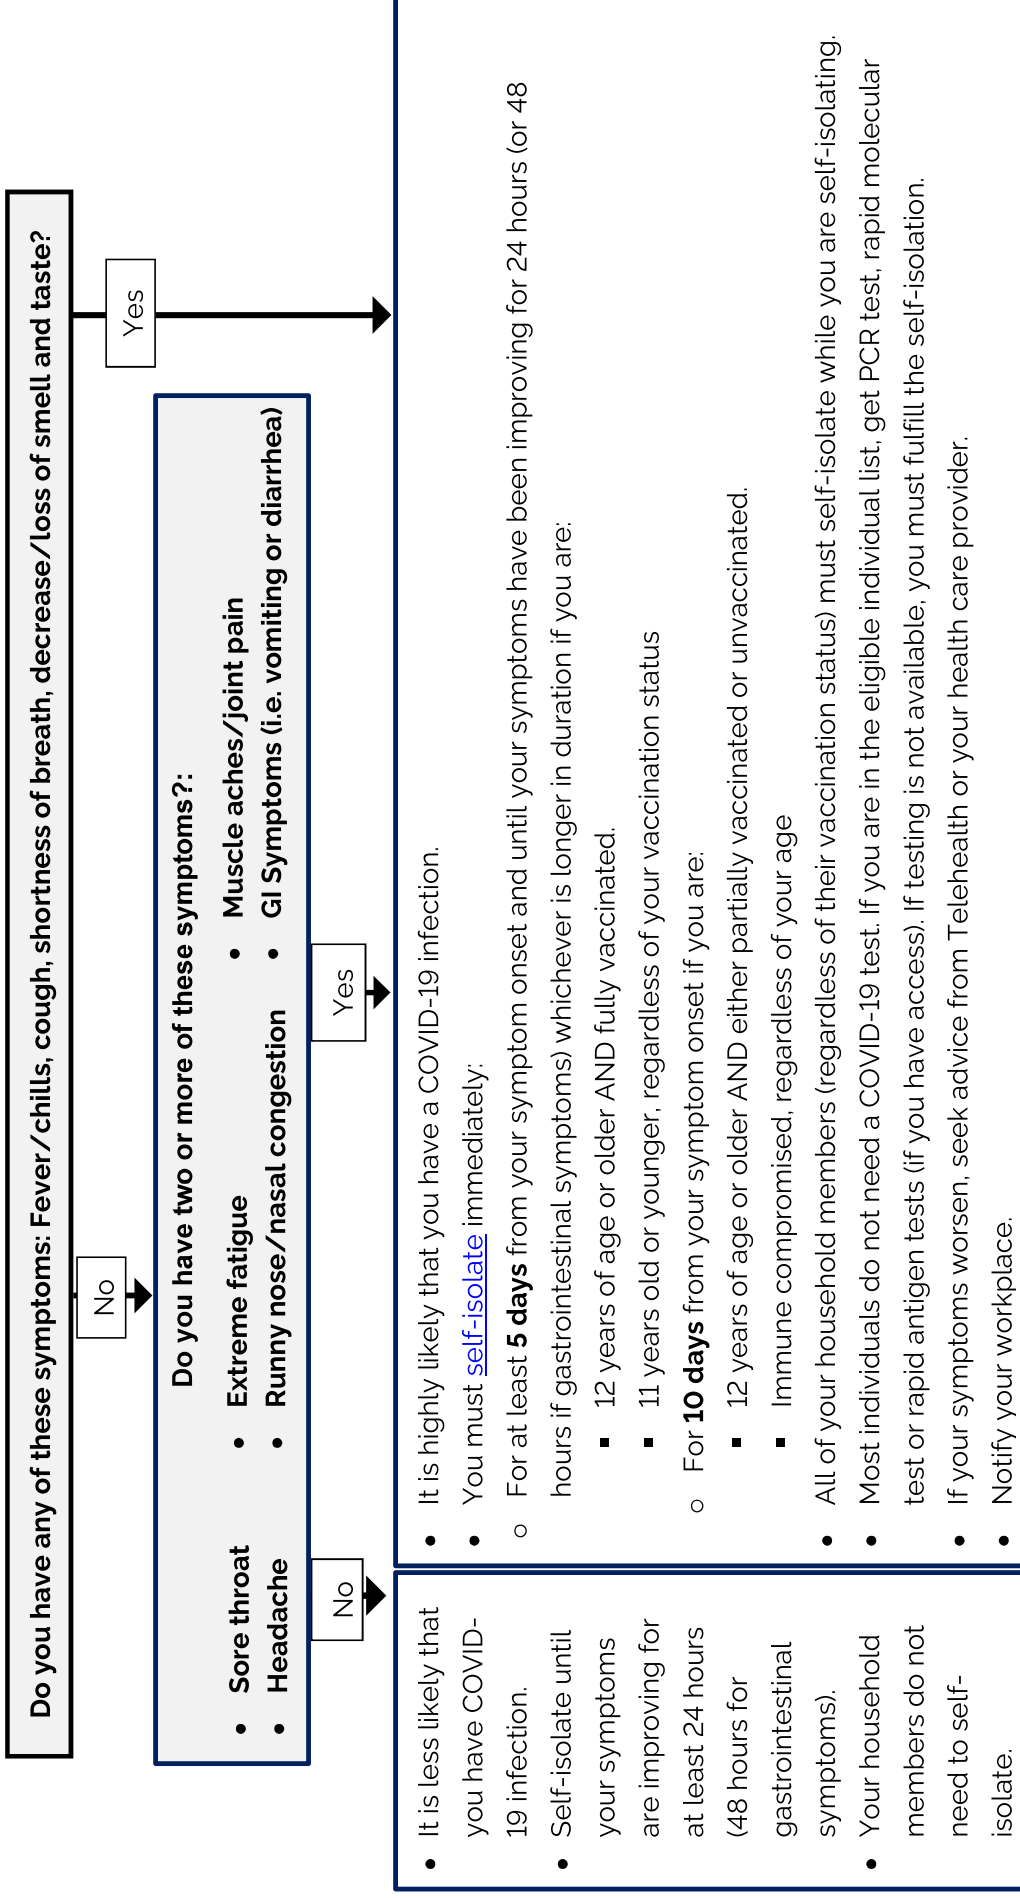 Do you have any of these symptoms: Fever/chills, cough, shortness of breath, decrease/loss of smell and taste?
No
Yes
Do you have two or more of these symptoms?:
• Sore throat
• Headache
• Extreme fatigue
• Runny nose/nasal congestion
• Muscle aches/joint pain
• GI Symptoms (i.e. vomiting or diarrhea)
No
Yes
• It is less likely that
you have COVID-
19 infection.
• Self-isolate until
your symptoms
are improving for
at least 24 hours
(48 hours for
gastrointestinal
symptoms).
• Your household
members do not
need to self-
isolate.
• It is highly likely that you have a COVID-19 infection.
• You must self-isolate immediately:
○ For at least 5 days from your symptom onset and until your symptoms have been improving for 24 hours (or 48
hours if gastrointestinal symptoms) whichever is longer in duration if you are:
▪ 12 years of age or older AND fully vaccinated.
▪ 11 years old or younger, regardless of your vaccination status
○ For 10 days from your symptom onset if you are:
▪ 12 years of age or older AND either partially vaccinated or unvaccinated.
▪ Immune compromised, regardless of your age
• All of your household members (regardless of their vaccination status) must self-isolate while you are self-isolating.
• Most individuals do not need a COVID-19 test. If you are in the eligible individual list, get PCR test, rapid molecular
test or rapid antigen tests (if you have access). If testing is not available, you must fulfill the self-isolation.
• If your symptoms worsen, seek advice from Telehealth or your health care provider.
• Notify your workplace.